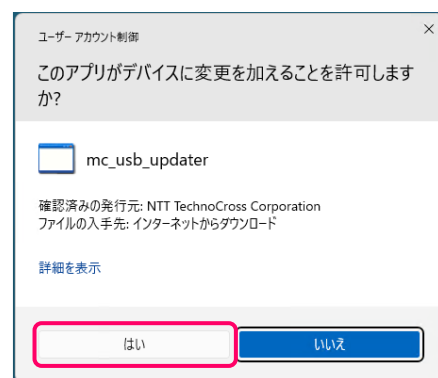 ユーザー アカウント制御
このアプリがデバイスに変更を加えることを許可します
か?
mc_usb_updater
確認済みの発行元: NTT TechnoCross Corporation
ファイルの入手先: インターネットからダウンロード
詳細を表示
はい
いいえ